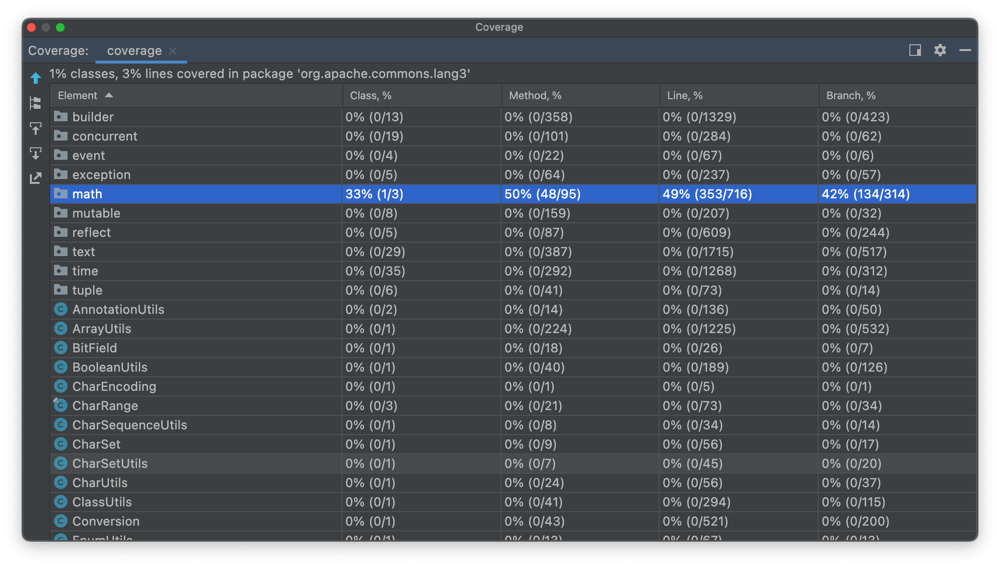 Coverage
Coverage: coverage
1% classes, 3% lines covered in package 'org.apache.commons.lang3'
Element Class, % Method, % Line, % Branch, %
builder 0% (0/13) 0% (0/358) 0% (0/1329) 0% (0/423)
concurrent 0% (0/19) 0% (0/101) 0% (0/284) 0% (0/62)
event 0% (0/4) 0% (0/22) 0% (0/67) 0% (0/6)
exception 0% (0/5) 0% (0/64) 0% (0/237) 0% (0/57)
math 33% (1/3) 50% (48/95) 49% (353/716) 42% (134/314)
mutable 0% (0/8) 0% (0/159) 0% (0/207) 0% (0/32)
reflect 0% (0/5) 0% (0/87) 0% (0/609) 0% (0/244)
text 0% (0/29) 0% (0/387) 0% (0/1715) 0% (0/517)
time 0% (0/35) 0% (0/292) 0% (0/1268) 0% (0/312)
tuple 0% (0/6) 0% (0/41) 0% (0/73) 0% (0/14)
C AnnotationUtils 0% (0/2) 0% (0/14) 0% (0/136) 0% (0/50)
C ArrayUtils 0% (0/1) 0% (0/224) 0% (0/1225) 0% (0/532)
C BitField 0% (0/1) 0% (0/18) 0% (0/26) 0% (0/7)
C BooleanUtils 0% (0/1) 0% (0/40) 0% (0/189) 0% (0/126)
C CharEncoding 0% (0/1) 0% (0/1) 0% (0/5) 0% (0/1)
C CharRange 0% (0/3) 0% (0/21) 0% (0/73) 0% (0/34)
C CharSequenceUtils 0% (0/1) 0% (0/8) 0% (0/34) 0% (0/14)
C CharSet 0% (0/1) 0% (0/9) 0% (0/56) 0% (0/17)
C CharSetUtils 0% (0/1) 0% (0/7) 0% (0/45) 0% (0/20)
C CharUtils 0% (0/1) 0% (0/24) 0% (0/56) 0% (0/37)
C ClassUtils 0% (0/1) 0% (0/41) 0% (0/294) 0% (0/115)
C Conversion 0% (0/1) 0% (0/43) 0% (0/521) 0% (0/200)
C EnumUtils 0% (0/1) 0% (0/13) 0% (0/67) 0% (0/13)